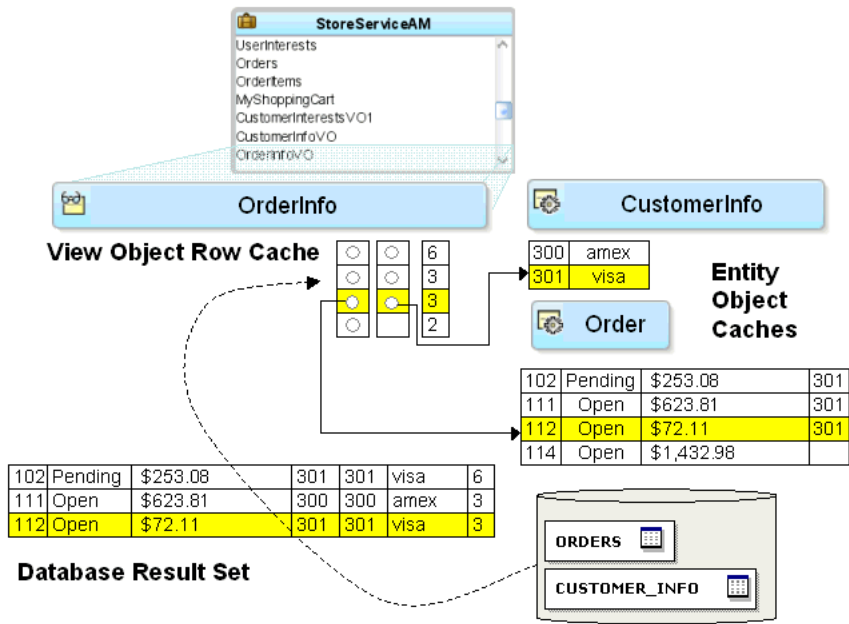 StoreServiceAM
UserInterests
Orders
OrderItems
MyShoppingCart
CustomerInterestsVO1
CustomerInfoVO
OrderInfoVO
OrderInfo
CustomerInfo
View Object Row Cache
6
3
3
2
300 amex
301 visa
Entity
Object
Caches
Order
102 Pending $253.08 301
111 Open $623.81 301
112 Open $72.11 301
114 Open $1,432.98
102 Pending $253.08 301 301 visa 6
111 Open $623.81 300 300 amex 3
112 Open $72.11 301 301 visa 3
Database Result Set
ORDERS
CUSTOMER_INFO